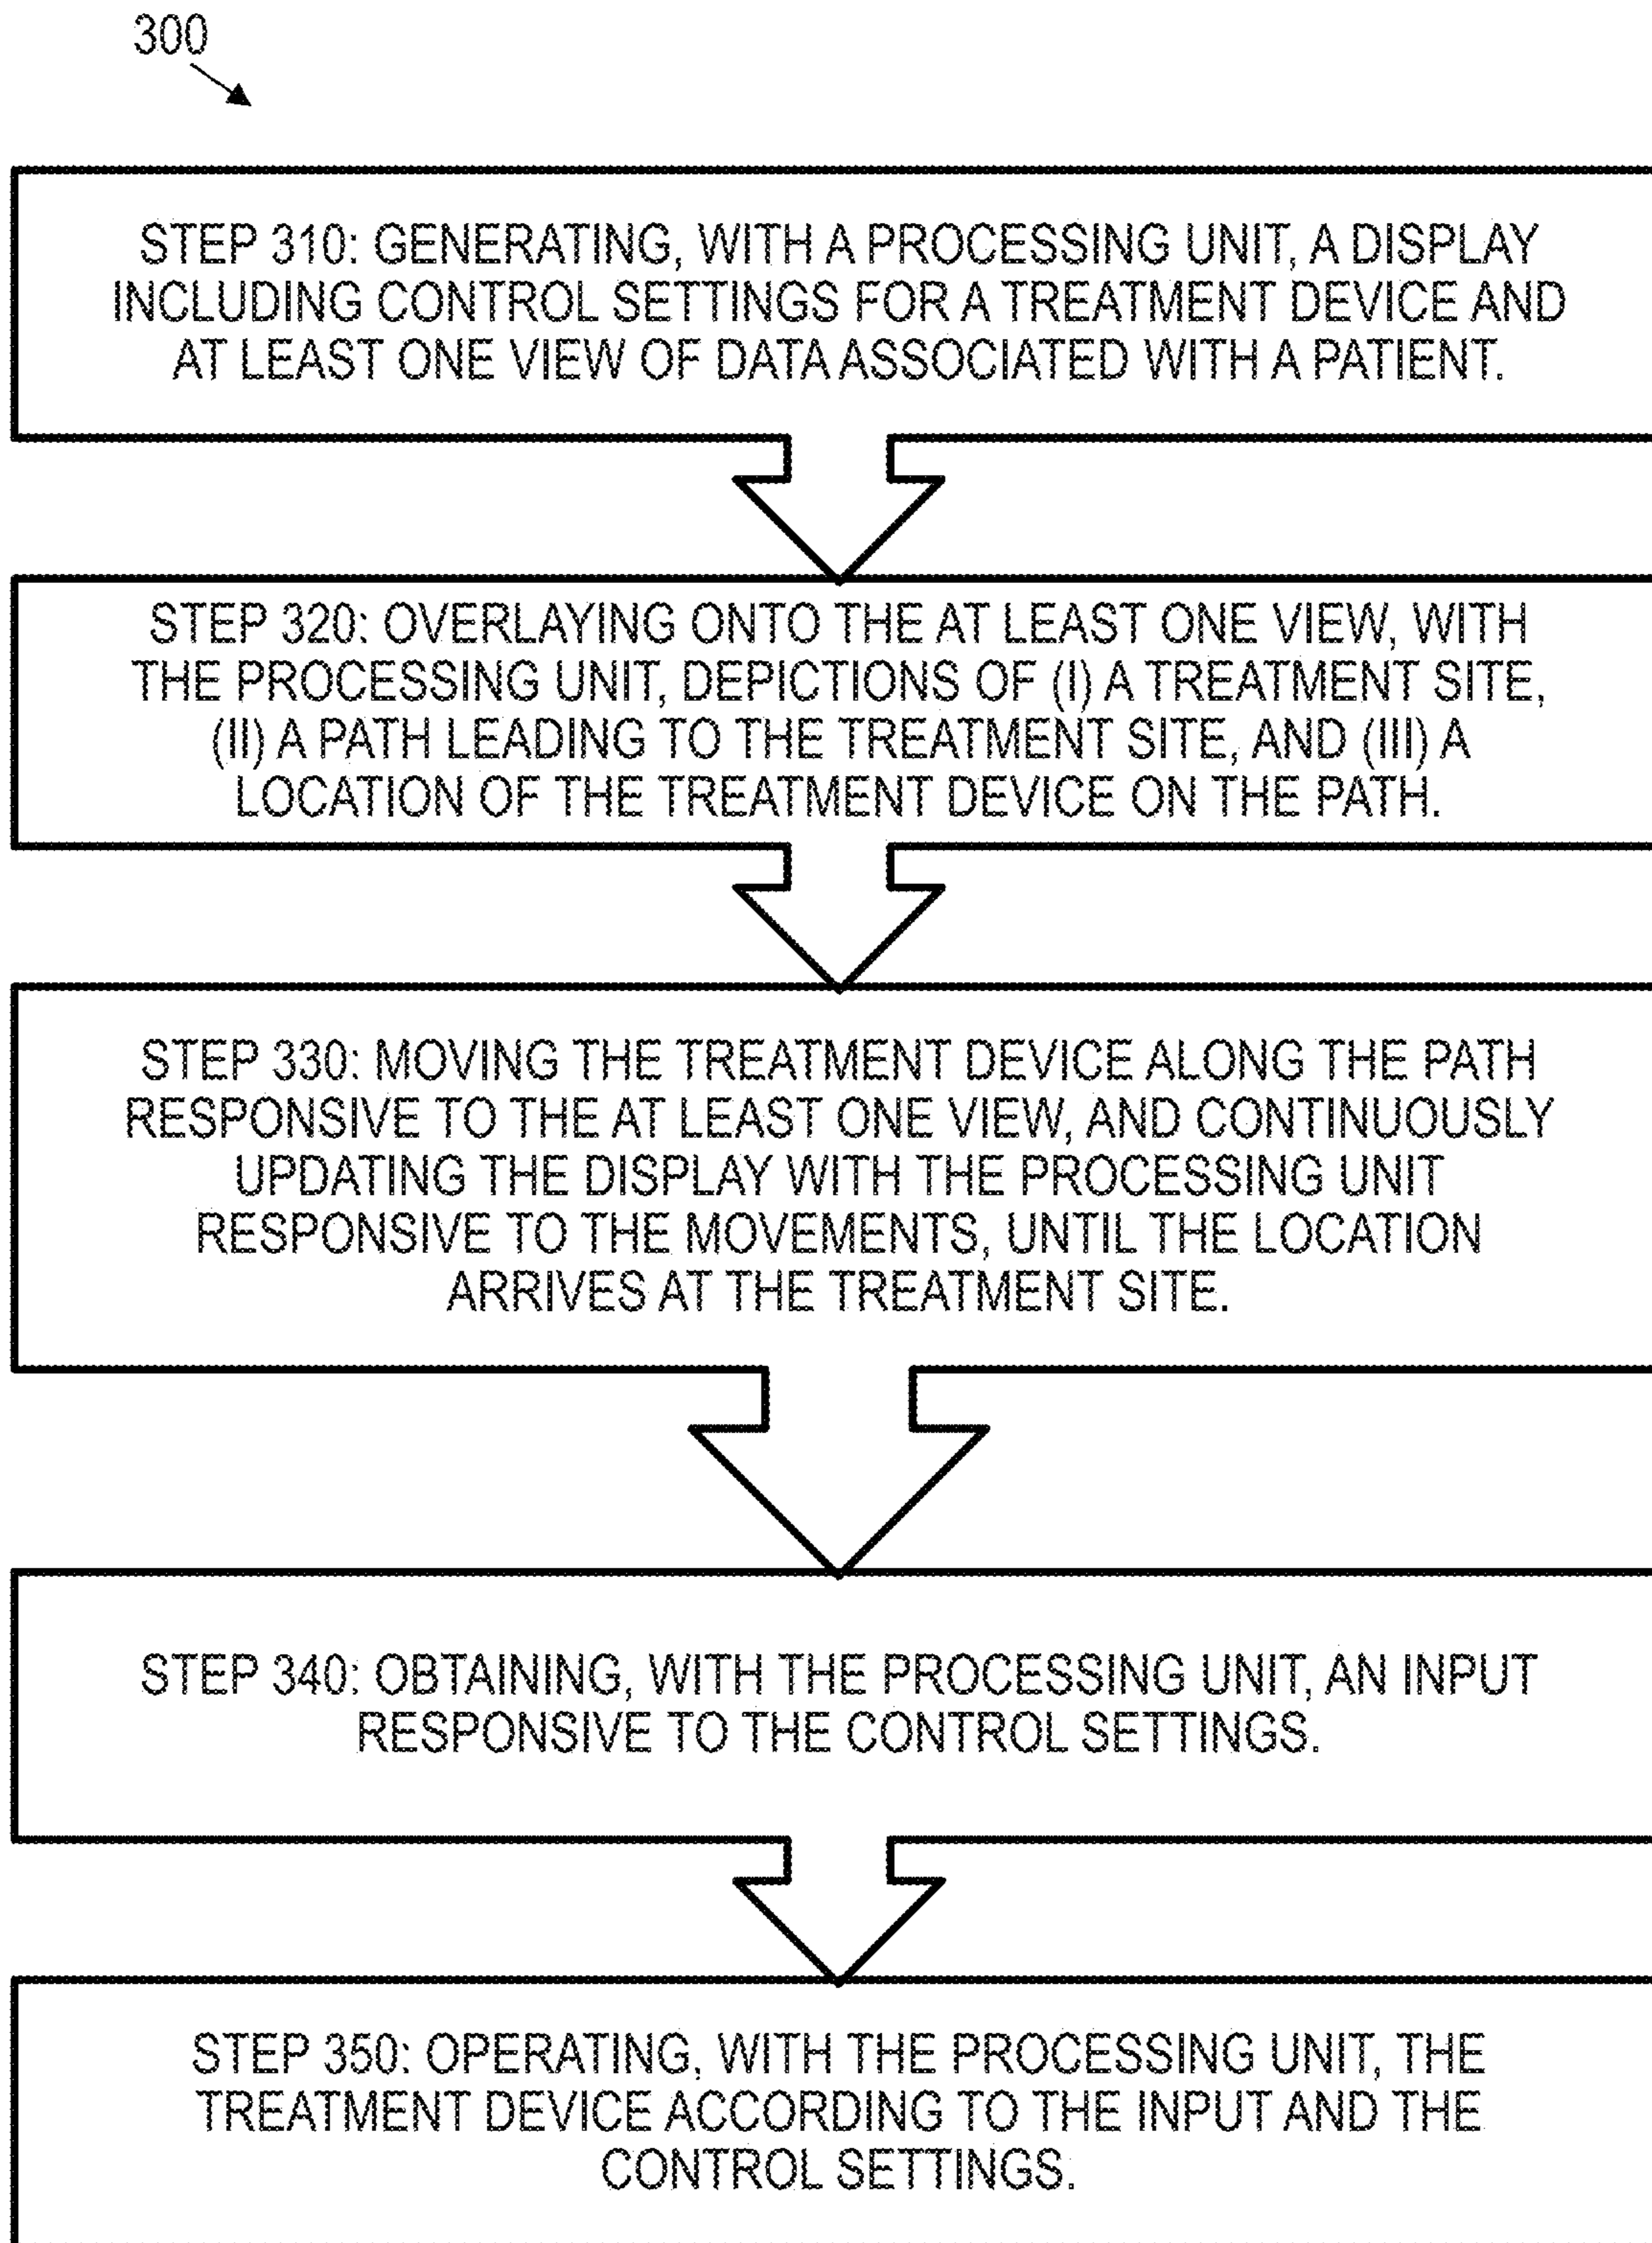 300
STEP 310: GENERATING, WITH A PROCESSING UNIT, A DISPLAY
INCLUDING CONTROL SETTINGS FOR A TREATMENT DEVICE AND
AT LEAST ONE VIEW OF DATA ASSOCIATED WITH A PATIENT.
STEP 320: OVERLAYING ONTO THE AT LEAST ONE VIEW, WITH
THE PROCESSING UNIT, DEPICTIONS OF (I) A TREATMENT SITE,
(II) A PATH LEADING TO THE TREATMENT SITE, AND (III) A
LOCATION OF THE TREATMENT DEVICE ON THE PATH.
STEP 330: MOVING THE TREATMENT DEVICE ALONG THE PATH
RESPONSIVE TO THE AT LEAST ONE VIEW, AND CONTINUOUSLY
UPDATING THE DISPLAY WITH THE PROCESSING UNIT
RESPONSIVE TO THE MOVEMENTS, UNTIL THE LOCATION
ARRIVES AT THE TREATMENT SITE.
STEP 340: OBTAINING, WITH THE PROCESSING UNIT, AN INPUT
RESPONSIVE TO THE CONTROL SETTINGS.
STEP 350: OPERATING, WITH THE PROCESSING UNIT, THE
TREATMENT DEVICE ACCORDING TO THE INPUT AND THE
CONTROL SETTINGS.